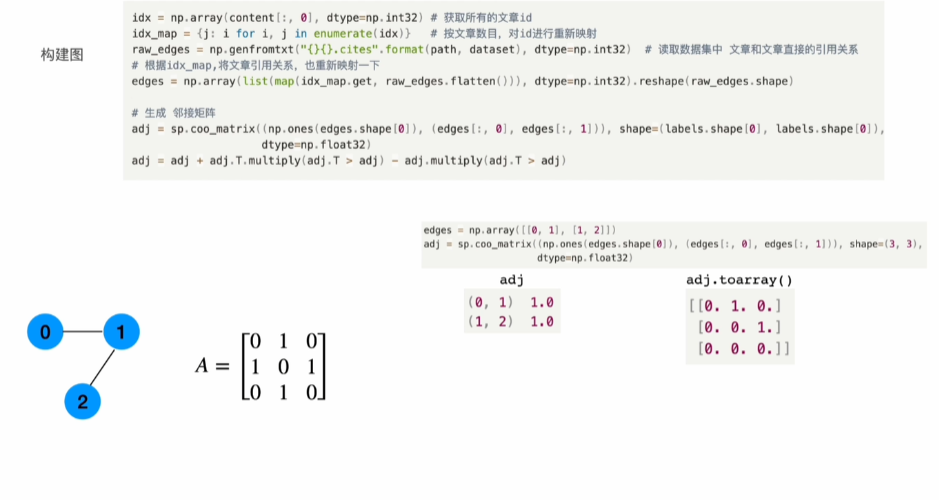 构建图
idx = np.array(content[:, 0], dtype=np.int32) # 获取所有的文章id
idx_map = {j: i for i, j in enumerate(idx)}   # 按文章数目，对id进行重新映射
raw_edges = np.genfromtxt("{}{}.cites".format(path, dataset), dtype=np.int32)  # 读取数据集中 文章和文章直接的引用关系
# 根据idx_map,将文章引用关系，也重新映射一下
edges = np.array(list(map(idx_map.get, raw_edges.flatten())), dtype=np.int32).reshape(raw_edges.shape)
# 生成 邻接矩阵
adj = sp.coo_matrix((np.ones(edges.shape[0]), (edges[:, 0], edges[:, 1])), shape=(labels.shape[0], labels.shape[0]),
dtype=np.float32)
adj = adj + adj.T.multiply(adj.T > adj) − adj.multiply(adj.T > adj)
edges = np.array([[0, 1], [1, 2]])
adj = sp.coo_matrix((np.ones(edges.shape[0]), (edges[:, 0], edges[:, 1])), shape=(3, 3),
dtype=np.float32)
adj
(0, 1)  1.0
(1, 2)  1.0
adj.toarray()
[[0. 1. 0.]
[0. 0. 1.]
[0. 0. 0.]]
0
1
2
A =
0 1 0
1 0 1
0 1 0